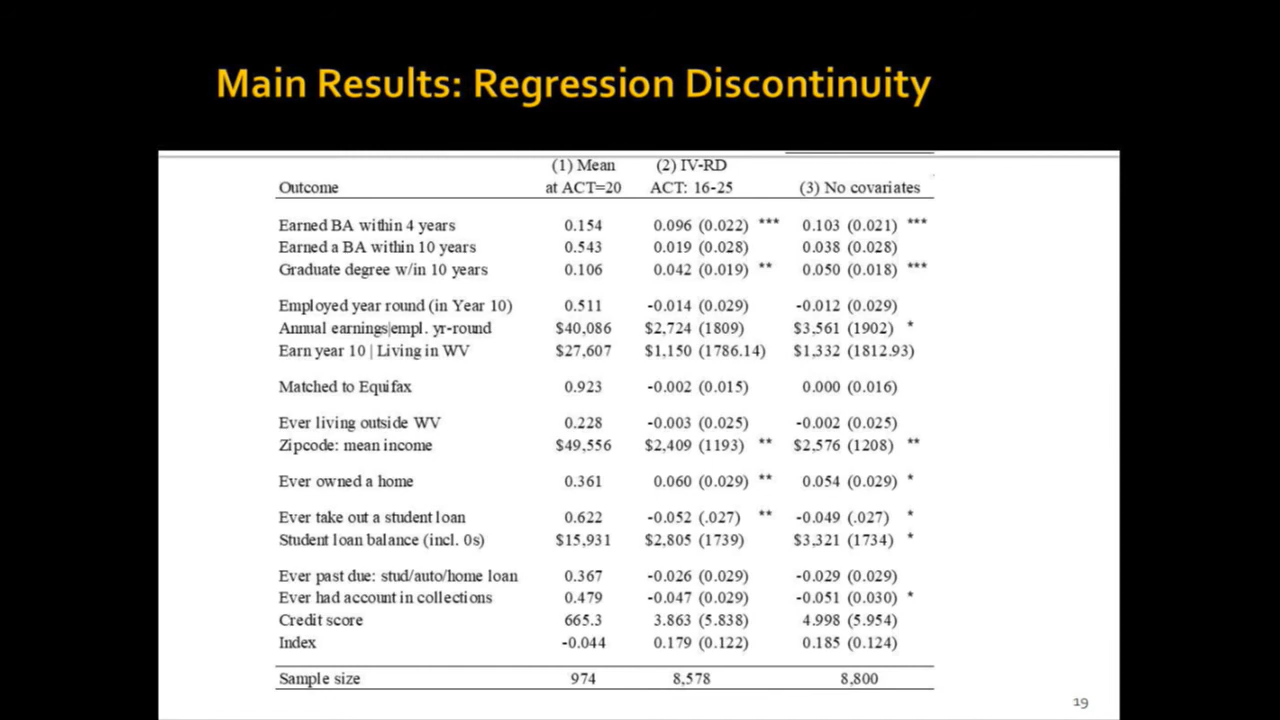 Main Results: Regression Discontinuity
(1) Mean (2) IV-RD
Outcome at ACT=20 ACT: 16-25 (3) No covariates
Earned BA within 4 years 0.154 0.096 (0.022) *** 0.103 (0.021) ***
Earned a BA within 10 years 0.543 0.019 (0.028) 0.038 (0.028)
Graduate degree w/in 10 years 0.106 0.042 (0.019) ** 0.050 (0.018) ***
Employed year round (in Year 10) 0.511 -0.014 (0.029) -0.012 (0.029)
Annual earnings|empl. yr-round $40,086 $2,724 (1809) $3,561 (1902) *
Earn year 10 | Living in WV $27,607 $1,150 (1786.14) $1,332 (1812.93)
Matched to Equifax 0.923 -0.002 (0.015) 0.000 (0.016)
Ever living outside WV 0.228 -0.003 (0.025) -0.002 (0.025)
Zipcode: mean income $49,556 $2,409 (1193) ** $2,576 (1208) **
Ever owned a home 0.361 0.060 (0.029) ** 0.054 (0.029) *
Ever take out a student loan 0.622 -0.052 (.027) ** -0.049 (.027) *
Student loan balance (incl. 0s) $15,931 $2,805 (1739) $3,321 (1734) *
Ever past due: stud/auto/home loan 0.367 -0.026 (0.029) -0.029 (0.029)
Ever had account in collections 0.479 -0.047 (0.029) -0.051 (0.030) *
Credit score 665.3 3.863 (5.838) 4.998 (5.954)
Index -0.044 0.179 (0.122) 0.185 (0.124)
Sample size 974 8,578 8,800
19